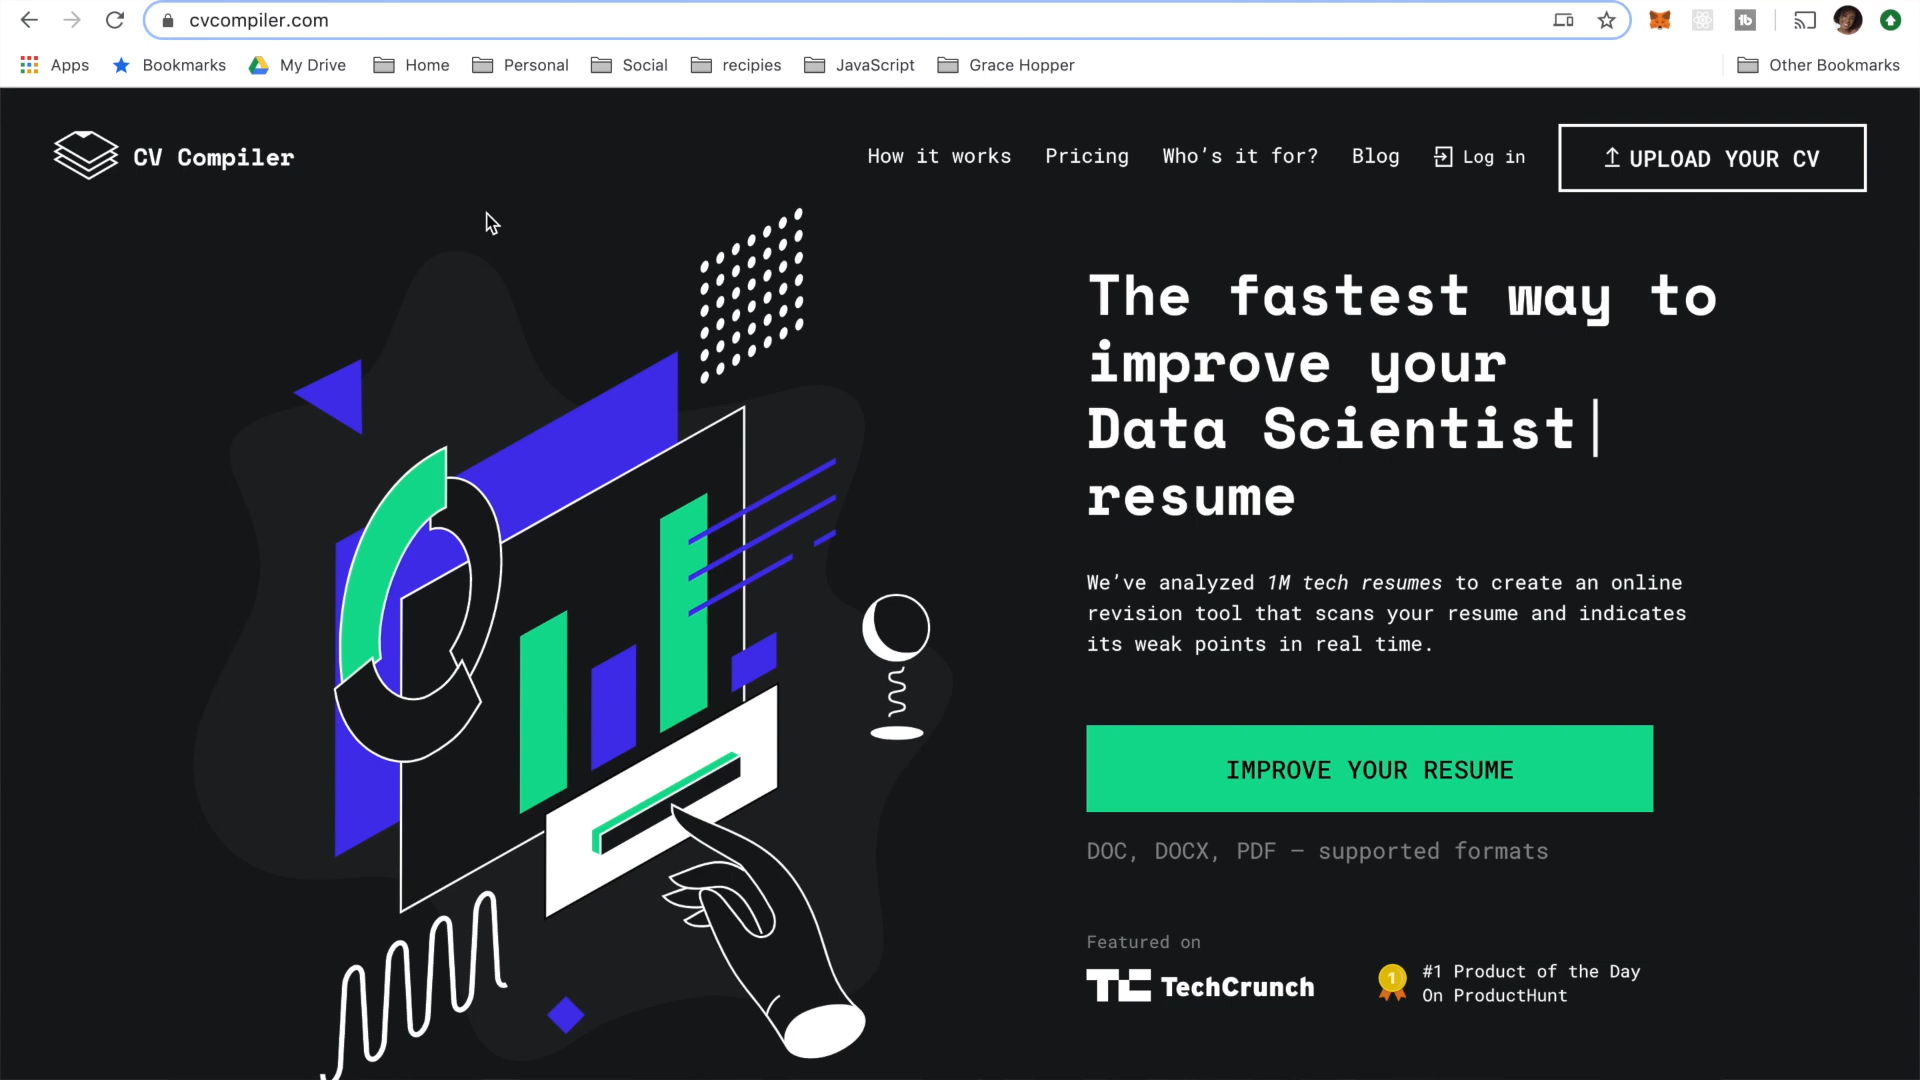 cvcompiler.com
Apps
Bookmarks
My Drive
Home
Personal
Social
recipies
JavaScript
Grace Hopper
Other Bookmarks
CV Compiler
How it works
Pricing
Who's it for?
Blog
Log in
UPLOAD YOUR CV
The fastest way to
improve your
Data Scientist|
resume
We've analyzed 1M tech resumes to create an online
revision tool that scans your resume and indicates
its weak points in real time.
IMPROVE YOUR RESUME
DOC, DOCX, PDF – supported formats
Featured on
TC TechCrunch
1
#1 Product of the Day
On ProductHunt